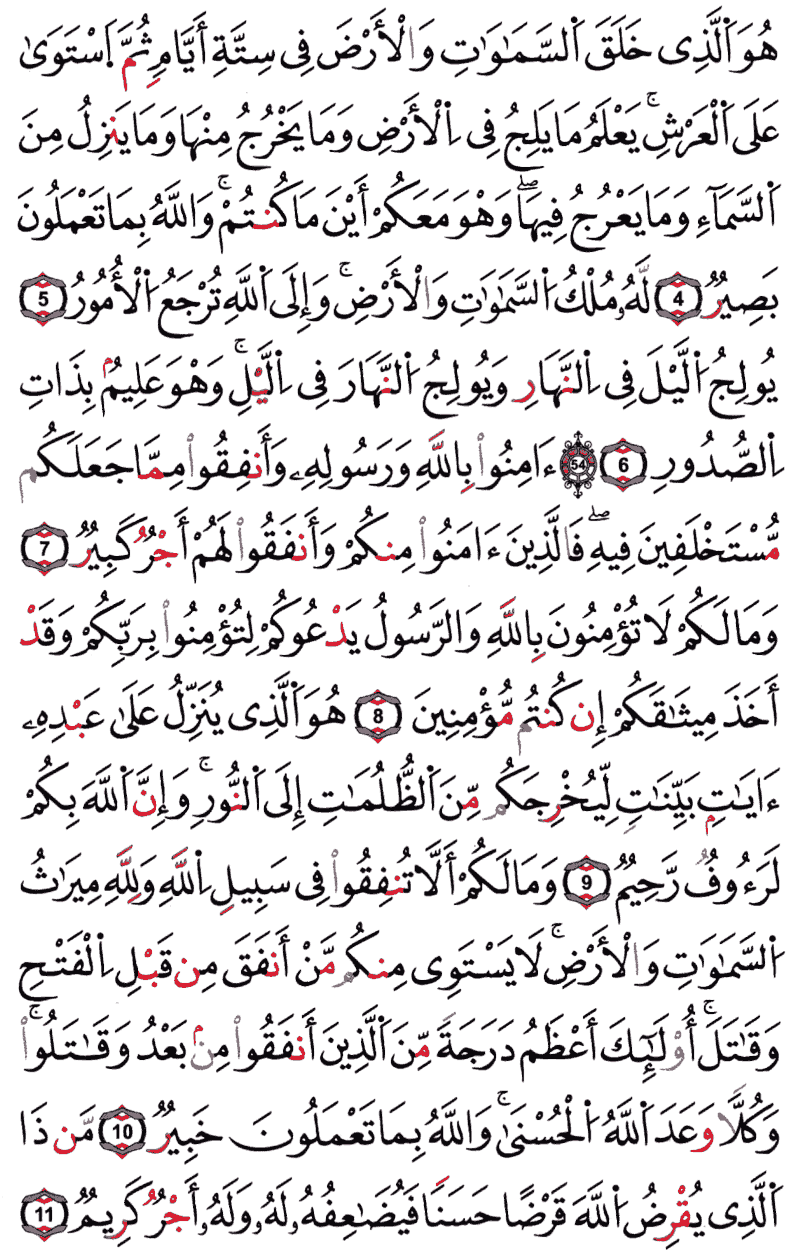 هُوَ ٱلَّذِى خَلَقَ ٱلسَّمَٰوَٰتِ وَٱلْأَرْضَ فِى سِتَّةِ أَيَّامٍ ثُمَّ ٱسْتَوَىٰ
عَلَى ٱلْعَرْشِ ۚ يَعْلَمُ مَا يَلِجُ فِى ٱلْأَرْضِ وَمَا يَخْرُجُ مِنْهَا وَمَا يَنزِلُ مِنَ
ٱلسَّمَآءِ وَمَا يَعْرُجُ فِيهَا ۖ وَهْوَ مَعَكُمْ أَيْنَ مَا كُنتُمْ ۚ وَٱللَّهُ بِمَا تَعْمَلُونَ
بَصِيرٌ 4 لَّهُۥ مُلْكُ ٱلسَّمَٰوَٰتِ وَٱلْأَرْضِ ۚ وَإِلَى ٱللَّهِ تُرْجَعُ ٱلْأُمُورُ 5
يُولِجُ ٱلَّيْلَ فِى ٱلنَّهَارِ وَيُولِجُ ٱلنَّهَارَ فِى ٱلَّيْلِ ۚ وَهْوَ عَلِيمٌۢ بِذَاتِ
ٱلصُّدُورِ 6 54 ءَامِنُوا۟ بِٱللَّهِ وَرَسُولِهِۦ وَأَنفِقُوا۟ مِمَّا جَعَلَكُم
مُّسْتَخْلَفِينَ فِيهِ ۖ فَٱلَّذِينَ ءَامَنُوا۟ مِنكُمْ وَأَنفَقُوا۟ لَهُمْ أَجْرٌ كَبِيرٌ 7
وَمَا لَكُمْ لَا تُؤْمِنُونَ بِٱللَّهِ وَٱلرَّسُولُ يَدْعُوكُمْ لِتُؤْمِنُوا۟ بِرَبِّكُمْ وَقَدْ
أَخَذَ مِيثَٰقَكُمْ إِن كُنتُم مُّؤْمِنِينَ 8 هُوَ ٱلَّذِى يُنَزِّلُ عَلَىٰ عَبْدِهِۦ
ءَايَٰتٍۭ بَيِّنَٰتٍ لِّيُخْرِجَكُم مِّنَ ٱلظُّلُمَٰتِ إِلَى ٱلنُّورِ ۚ وَإِنَّ ٱللَّهَ بِكُمْ
لَرَءُوفٌ رَّحِيمٌ 9 وَمَا لَكُمْ أَلَّا تُنفِقُوا۟ فِى سَبِيلِ ٱللَّهِ وَلِلَّهِ مِيرَٰثُ
ٱلسَّمَٰوَٰتِ وَٱلْأَرْضِ ۚ لَا يَسْتَوِى مِنكُم مَّنْ أَنفَقَ مِن قَبْلِ ٱلْفَتْحِ
وَقَٰتَلَ ۚ أُو۟لَٰٓئِكَ أَعْظَمُ دَرَجَةً مِّنَ ٱلَّذِينَ أَنفَقُوا۟ مِنۢ بَعْدُ وَقَٰتَلُوا۟ ۚ
وَكُلًّا وَعَدَ ٱللَّهُ ٱلْحُسْنَىٰ ۚ وَٱللَّهُ بِمَا تَعْمَلُونَ خَبِيرٌ 10 مَّن ذَا
ٱلَّذِى يُقْرِضُ ٱللَّهَ قَرْضًا حَسَنًا فَيُضَٰعِفُهُۥ لَهُۥ وَلَهُۥٓ أَجْرٌ كَرِيمٌ 11